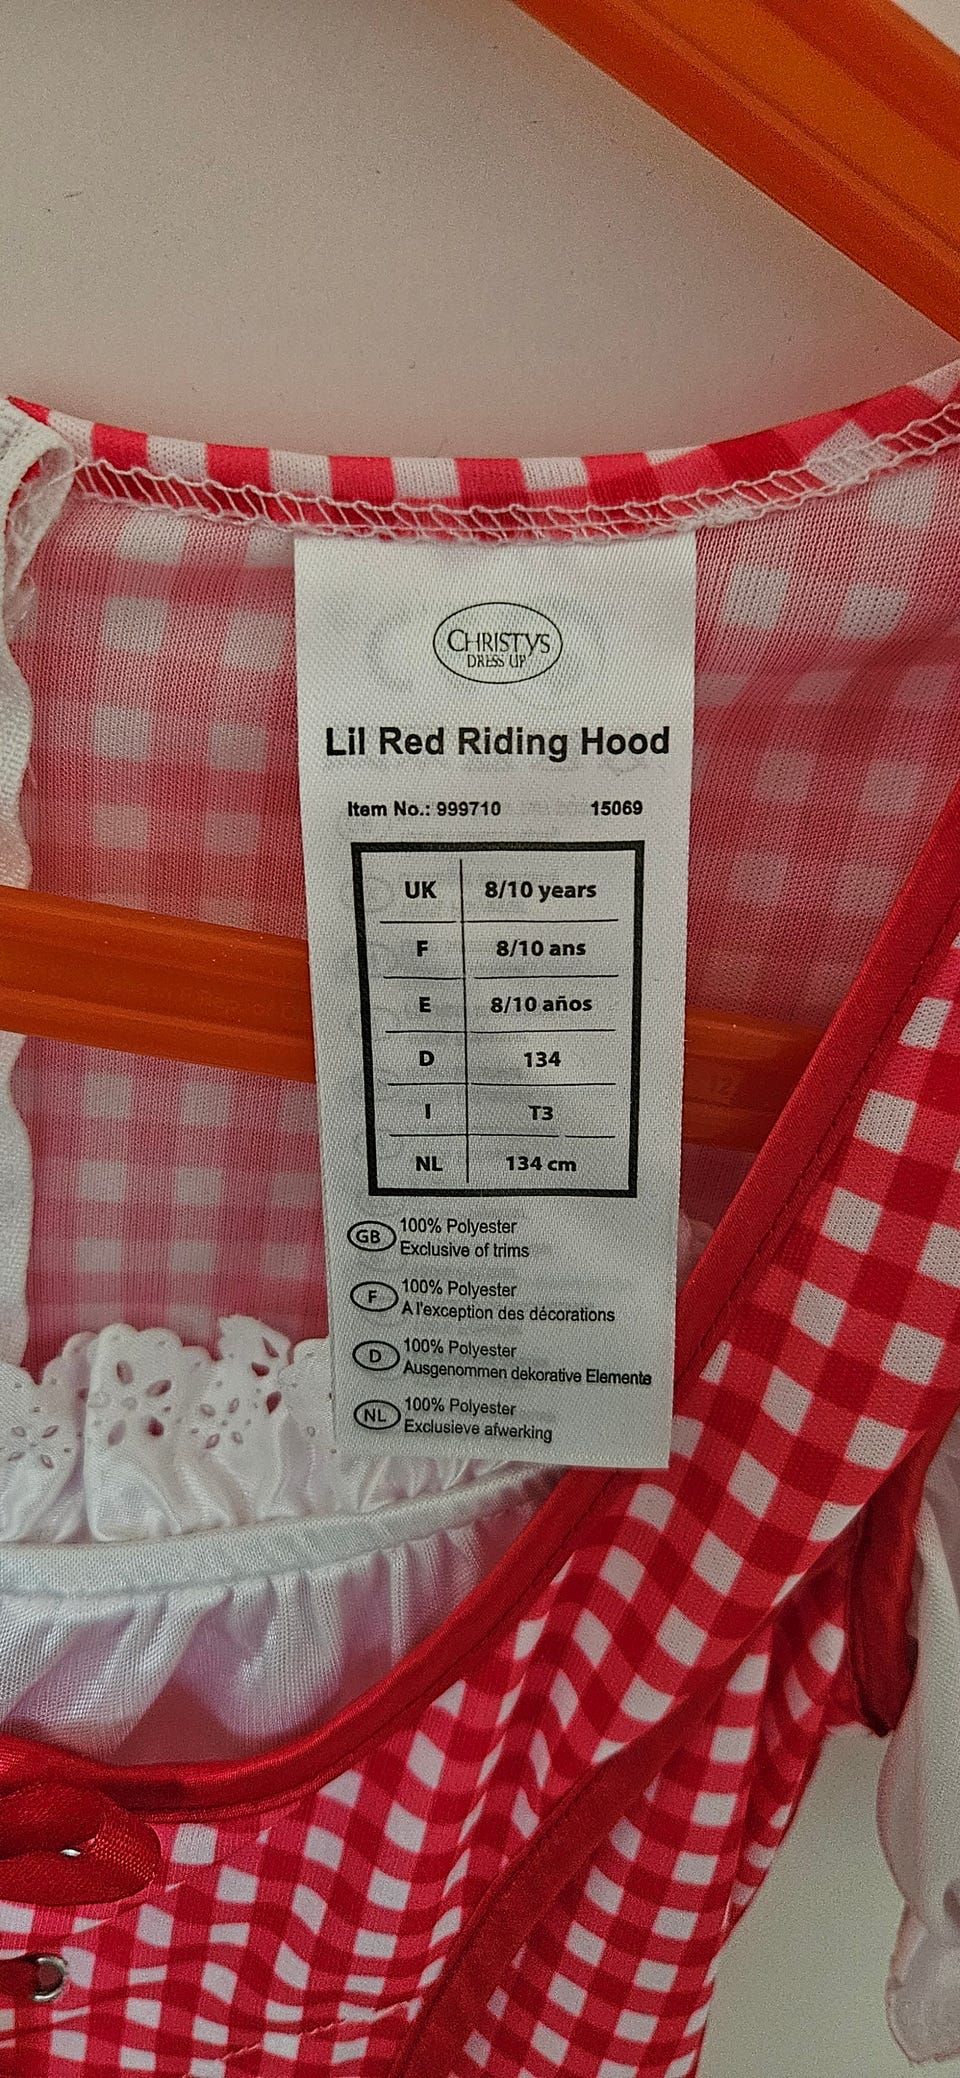 CHRISTYS
DRESS UP
Lil Red Riding Hood
Item No.: 999710 15069
UK 8/10 years
F 8/10 ans
E 8/10 años
D 134
I T3
NL 134 cm
GB 100% Polyester
Exclusive of trims
F 100% Polyester
A l'exception des décorations
D 100% Polyester
Ausgenommen dekorative Elemente
NL 100% Polyester
Exclusieve afwerking